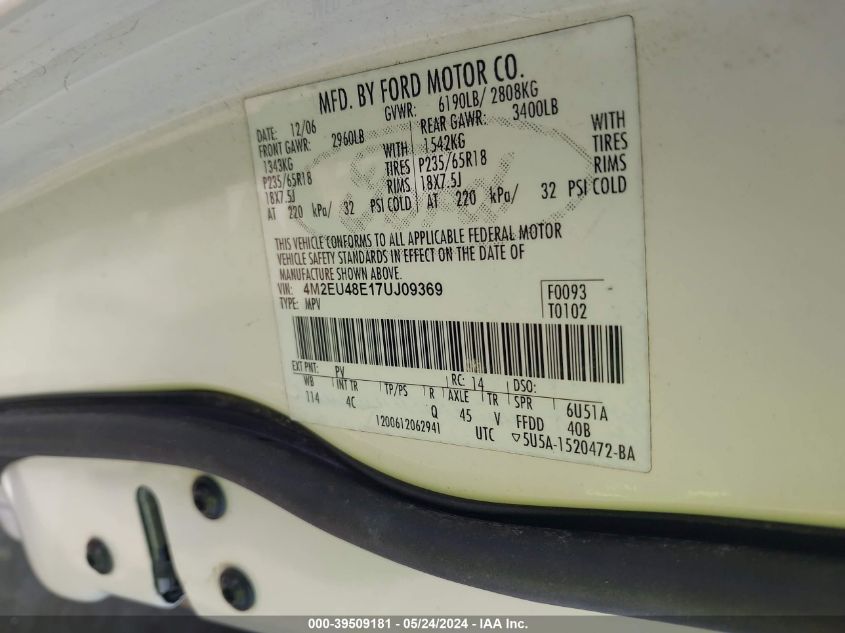 MFD. BY FORD MOTOR CO.
DATE: 12/06 GVWR: 6190LB/ 2808KG
FRONT GAWR: 2960LB REAR GAWR: 3400LB
1343KG WITH 1542KG WITH
P235/65R18 TIRES P235/65R18 TIRES
18X7.5J RIMS 18X7.5J RIMS
AT 220 kPa/ 32 PSI COLD AT 220 kPa/ 32 PSI COLD
THIS VEHICLE CONFORMS TO ALL APPLICABLE FEDERAL MOTOR
VEHICLE SAFETY STANDARDS IN EFFECT ON THE DATE OF
MANUFACTURE SHOWN ABOVE.
VIN: 4M2EU48E17UJ09369 F0093
TYPE: MPV T0102
EXT PNT: PV RC: 14 DSO:
WB INT TR TP/PS R AXLE TR SPR 6U51A
114 4C Q 45 V FFDD 40B
1200612062941 UTC ▽5U5A-1520472-BA
Ford
000-39509181 - 05/24/2024 - IAA Inc.